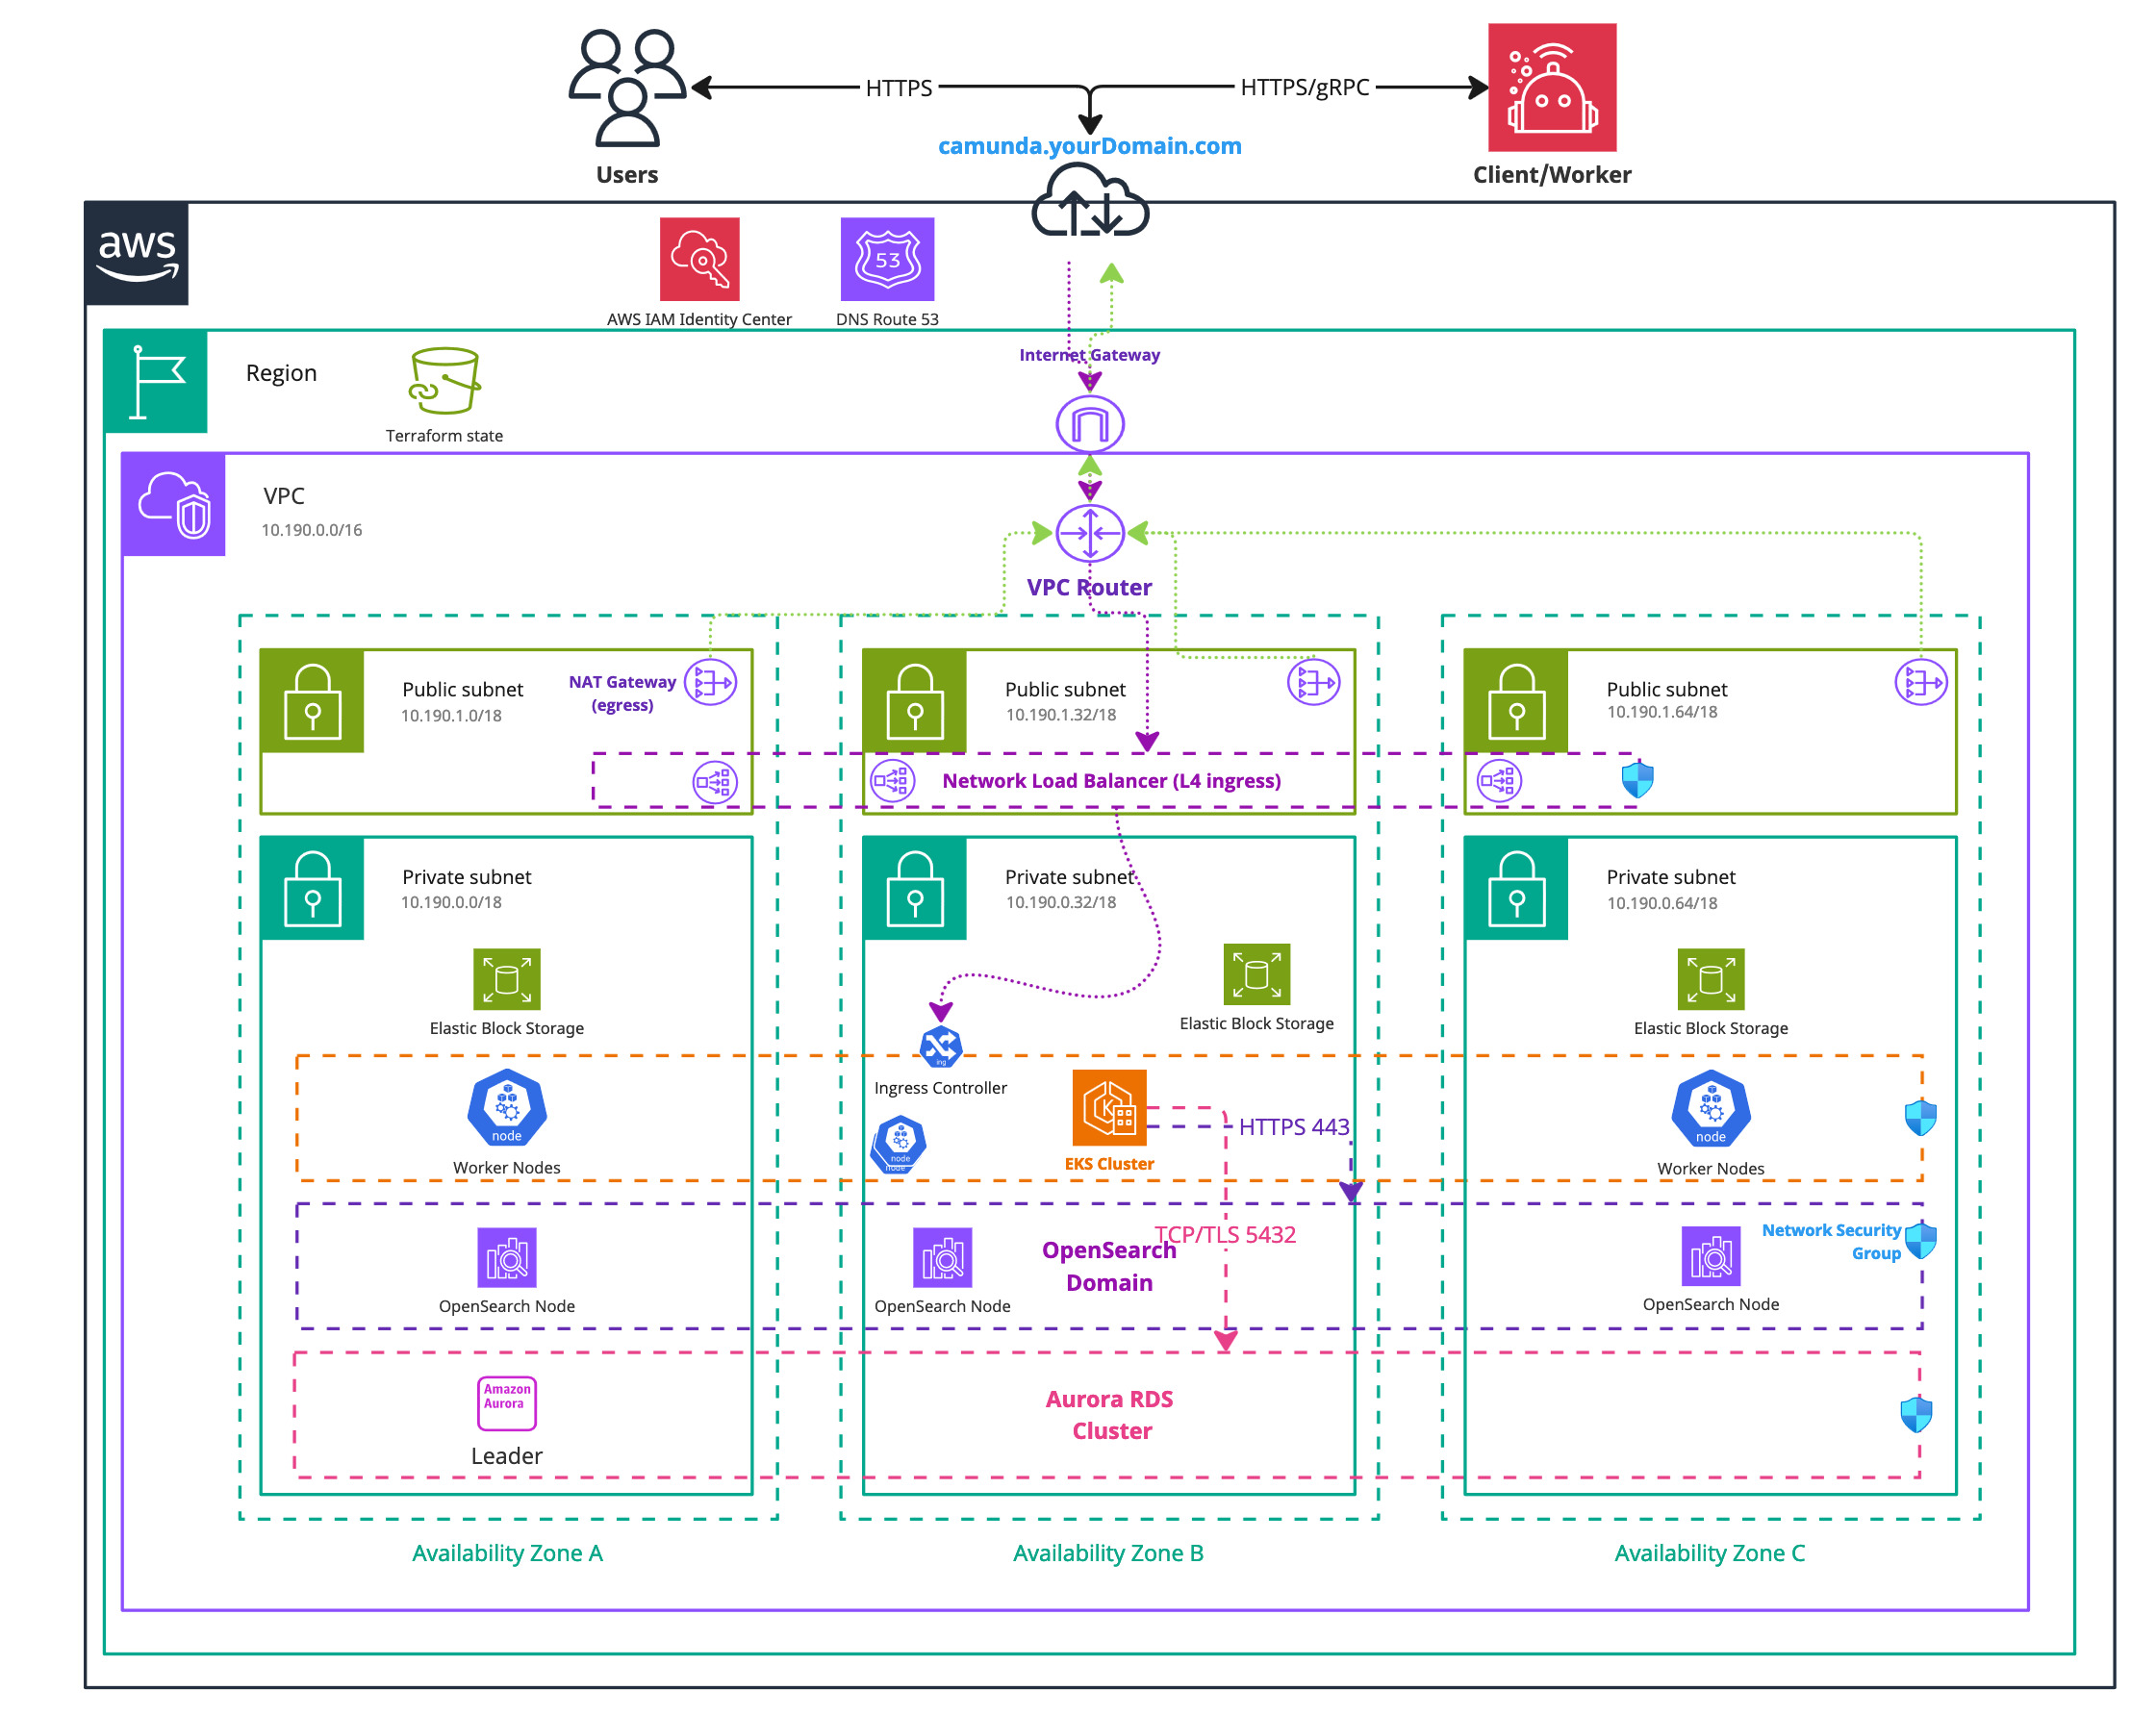 HTTPS
HTTPS/gRPC
camunda.yourDomain.com
Users
Client/Worker
aws
53
AWS IAM Identity Center
DNS Route 53
Internet Gateway
Region
Terraform state
VPC
10.190.0.0/16
VPC Router
Public subnet
10.190.1.0/18
NAT Gateway
(egress)
Public subnet
10.190.1.32/18
Public subnet
10.190.1.64/18
Network Load Balancer (L4 ingress)
Private subnet
10.190.0.0/18
Private subnet
10.190.0.32/18
Private subnet
10.190.0.64/18
Elastic Block Storage
Elastic Block Storage
Elastic Block Storage
ing
Ingress Controller
node
Worker Nodes
node
node
K
EKS Cluster
HTTPS 443
node
Worker Nodes
TCP/TLS 5432
OpenSearch Node
OpenSearch Node
OpenSearch
Domain
Network Security
Group
OpenSearch Node
Amazon
Aurora
Leader
Aurora RDS
Cluster
Availability Zone A
Availability Zone B
Availability Zone C